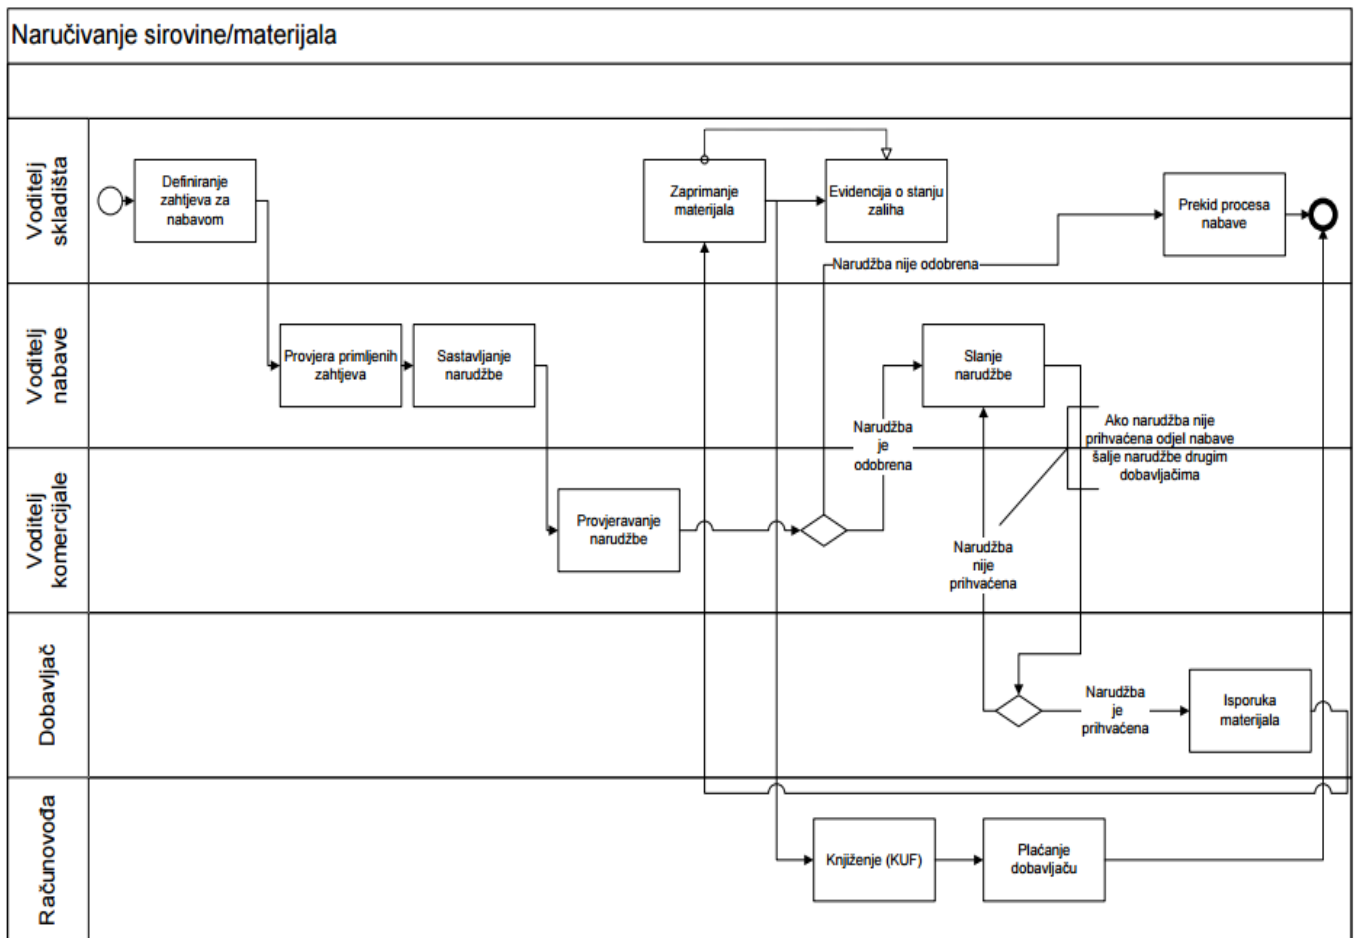 Naručivanje sirovine/materijala
Voditelj
skladišta
Definiranje
zahtjeva za
nabavom
Zaprimanje
materijala
Evidencija o stanju
zaliha
Prekid procesa
nabave
Narudžba nije odobrena
Voditelj
nabave
Provjera primljenih
zahtjeva
Sastavljanje
narudžbe
Slanje
narudžbe
Narudžba
je
odobrena
Ako narudžba nije
prihvaćena odjel nabave
šalje narudžbe drugim
dobavljačima
Voditelj
komercijale
Provjeravanje
narudžbe
Narudžba
nije
prihvaćena
Dobavljač
Narudžba
je
prihvaćena
Isporuka
materijala
Računovođa
Knjiženje (KUF)
Plaćanje
dobavljaču